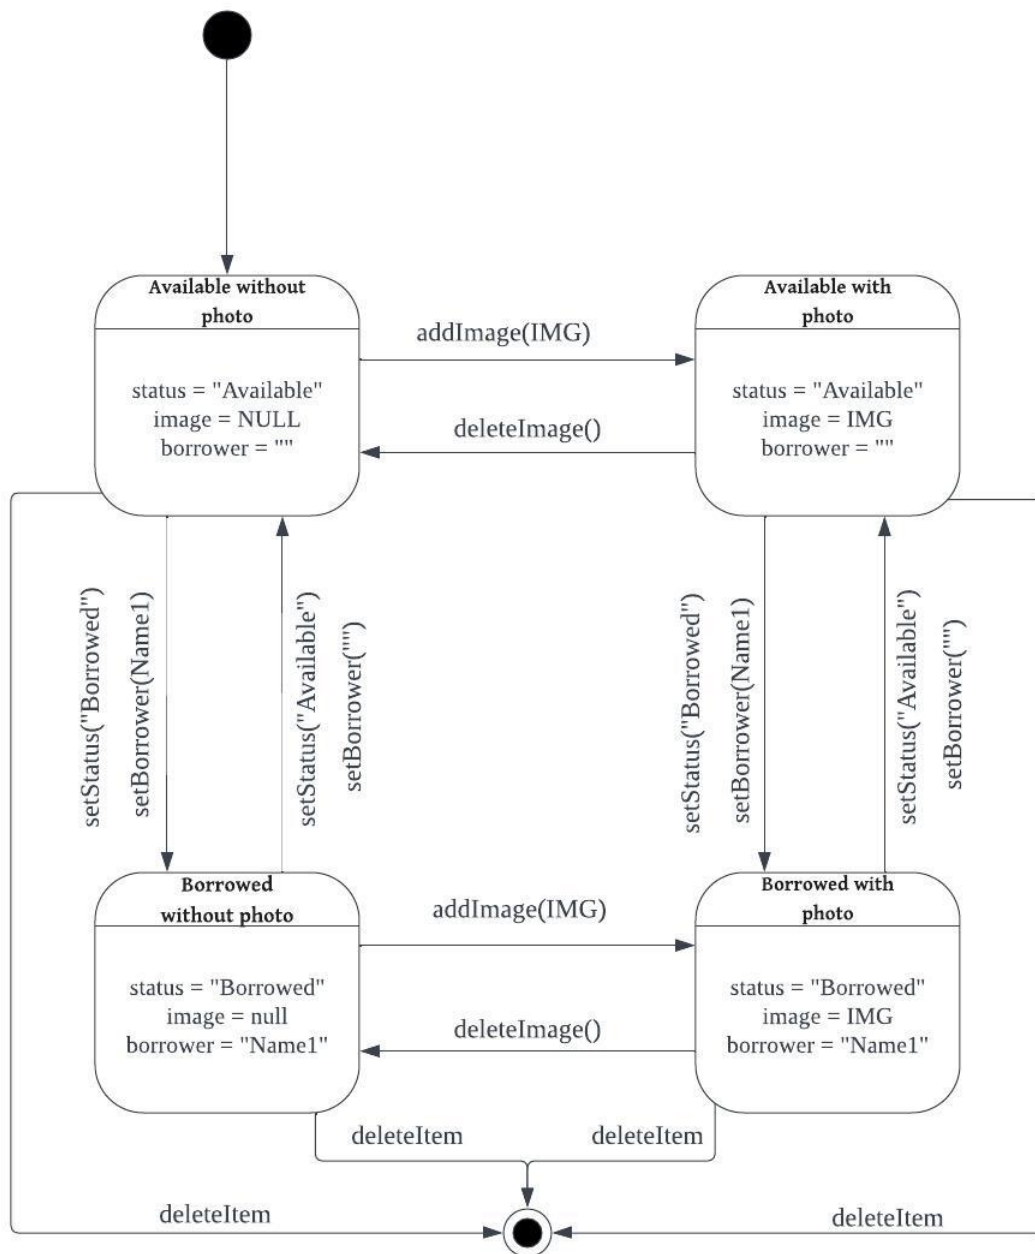 Available without
photo
status = "Available"
image = NULL
borrower = ""
Available with
photo
status = "Available"
image = IMG
borrower = ""
addImage(IMG)
deleteImage()
setStatus("Borrowed")
setBorrower(Name1)
setStatus("Available")
setBorrower("")
setStatus("Borrowed")
setBorrower(Name1)
setStatus("Available")
setBorrower("")
Borrowed
without photo
status = "Borrowed"
image = null
borrower = "Name1"
addImage(IMG)
deleteImage()
Borrowed with
photo
status = "Borrowed"
image = IMG
borrower = "Name1"
deleteItem
deleteItem
deleteItem
deleteItem